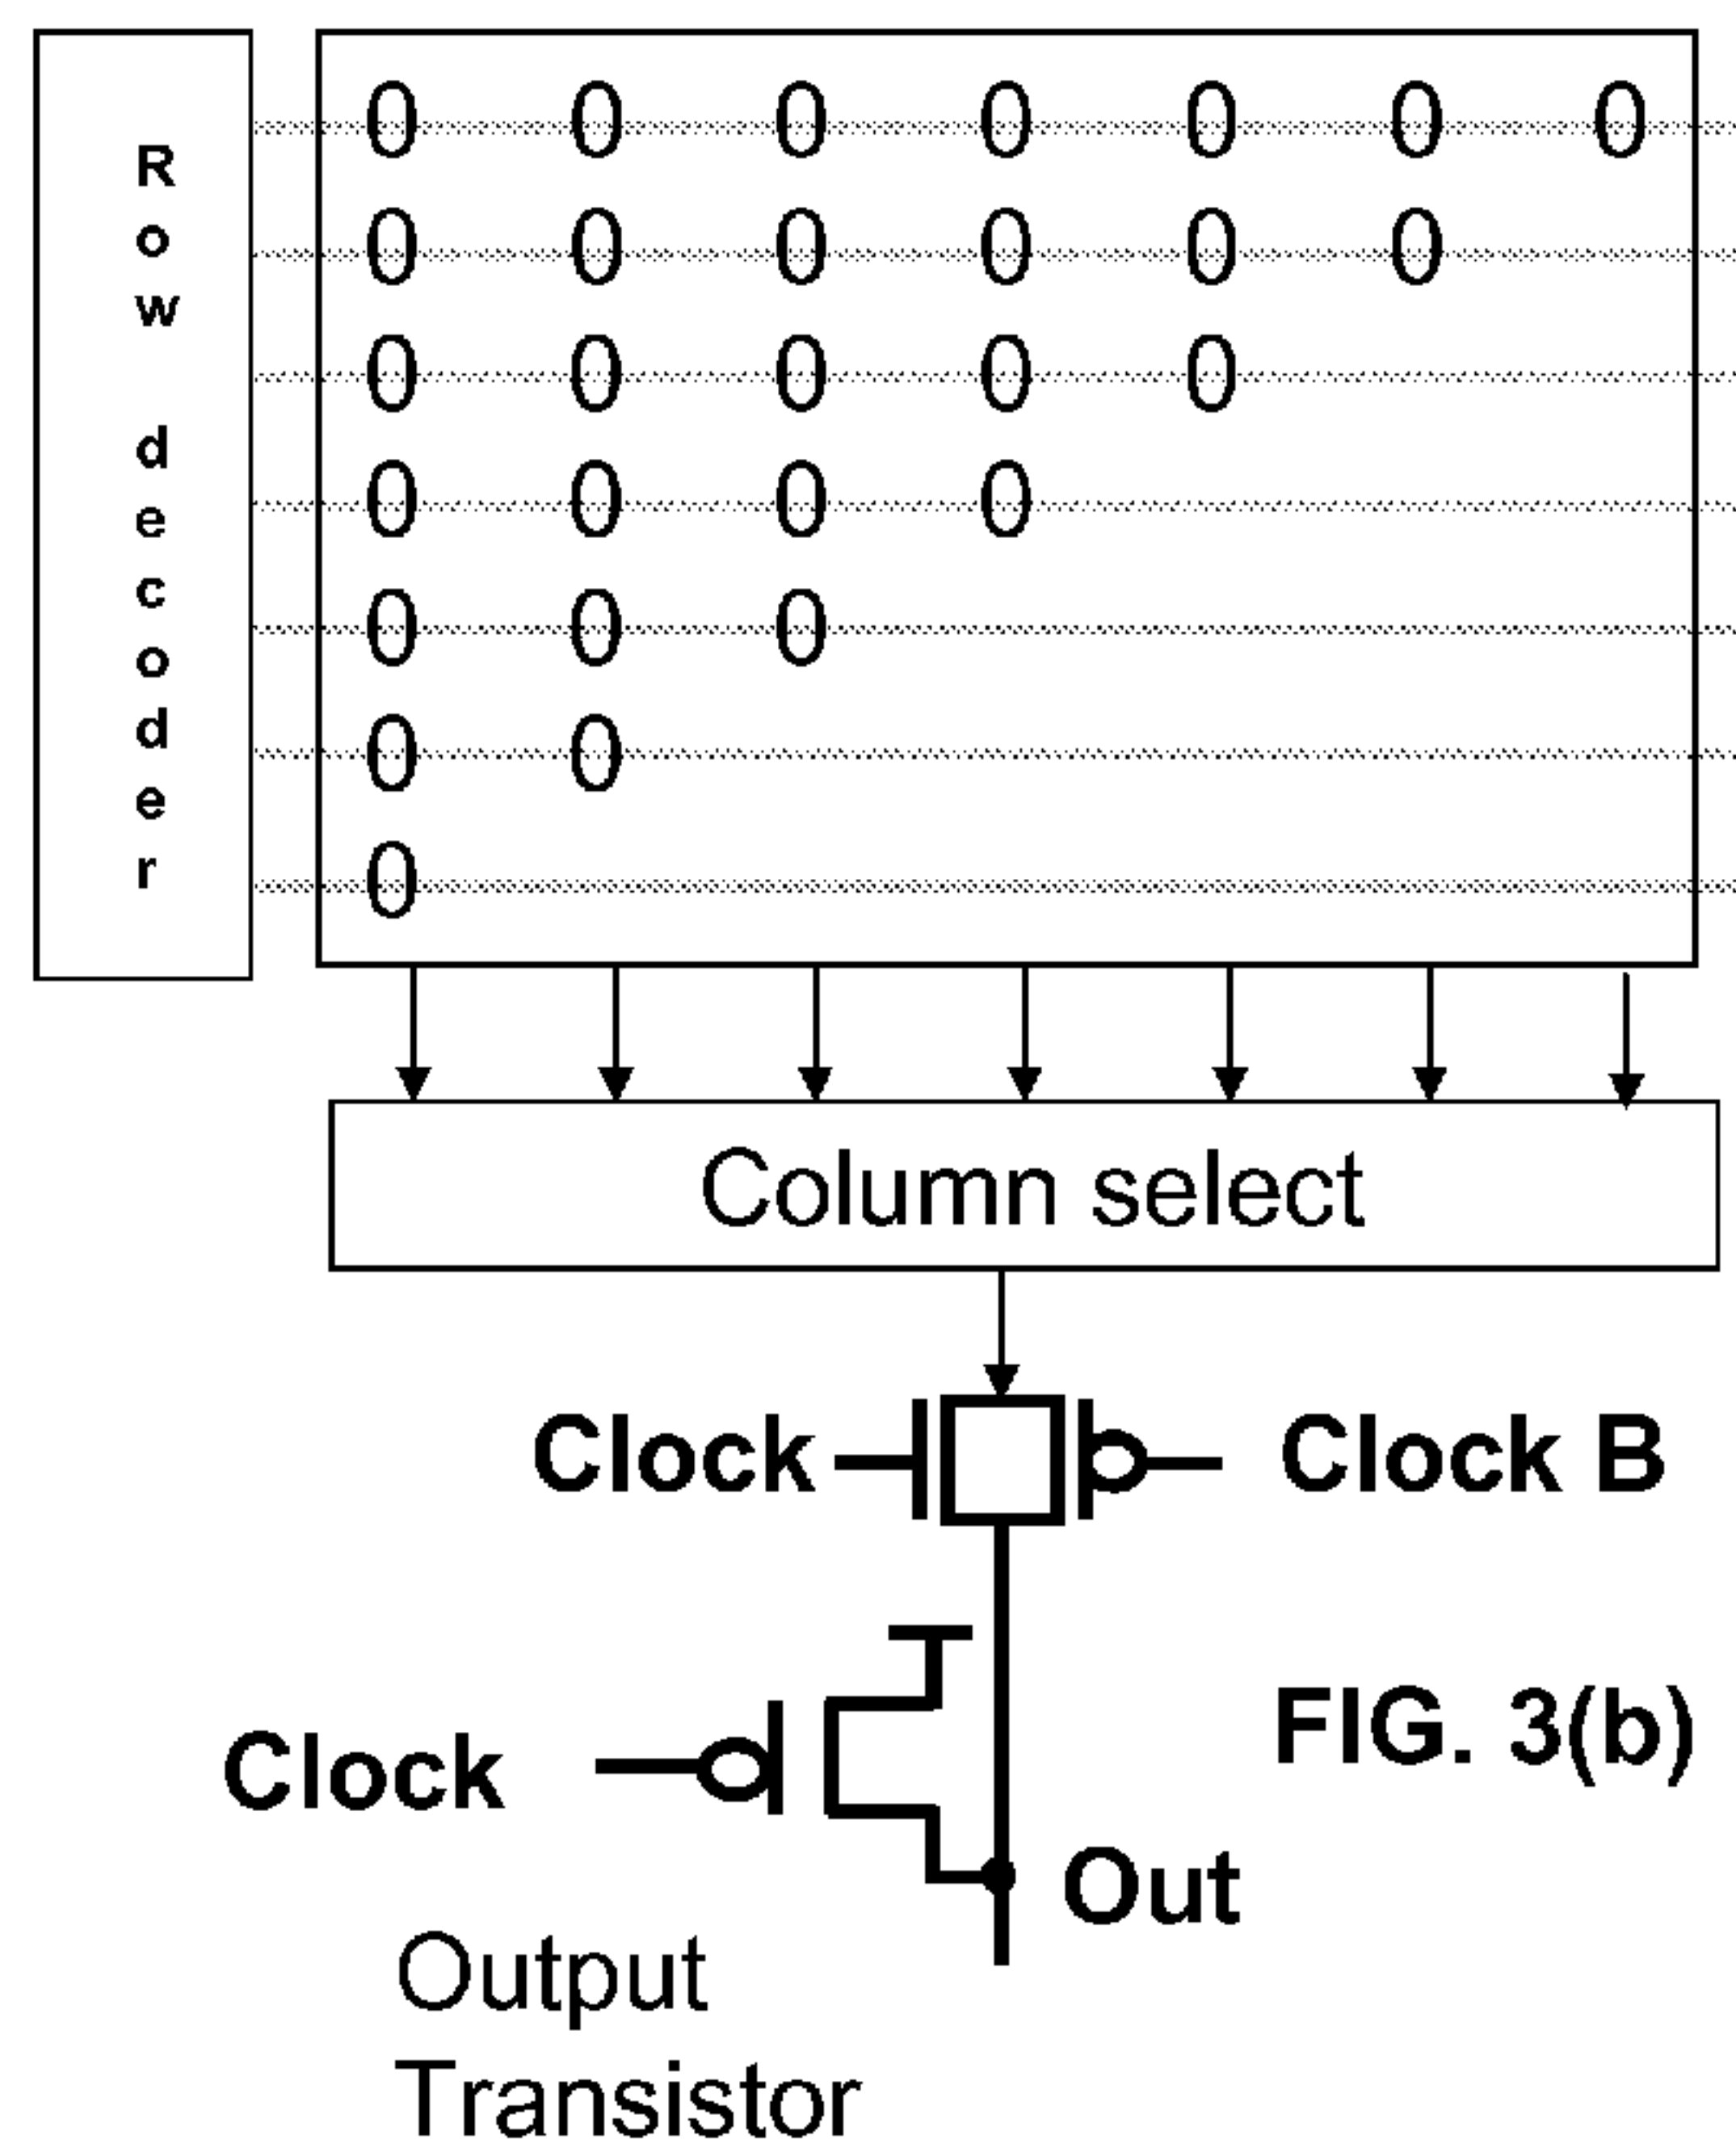 Row decoder
0 0 0 0 0 0 0
0 0 0 0 0 0
0 0 0 0 0
0 0 0 0
0 0 0
0 0
0
Column select
Clock Clock B
FIG. 3(b)
Clock
Out
Output
Transistor